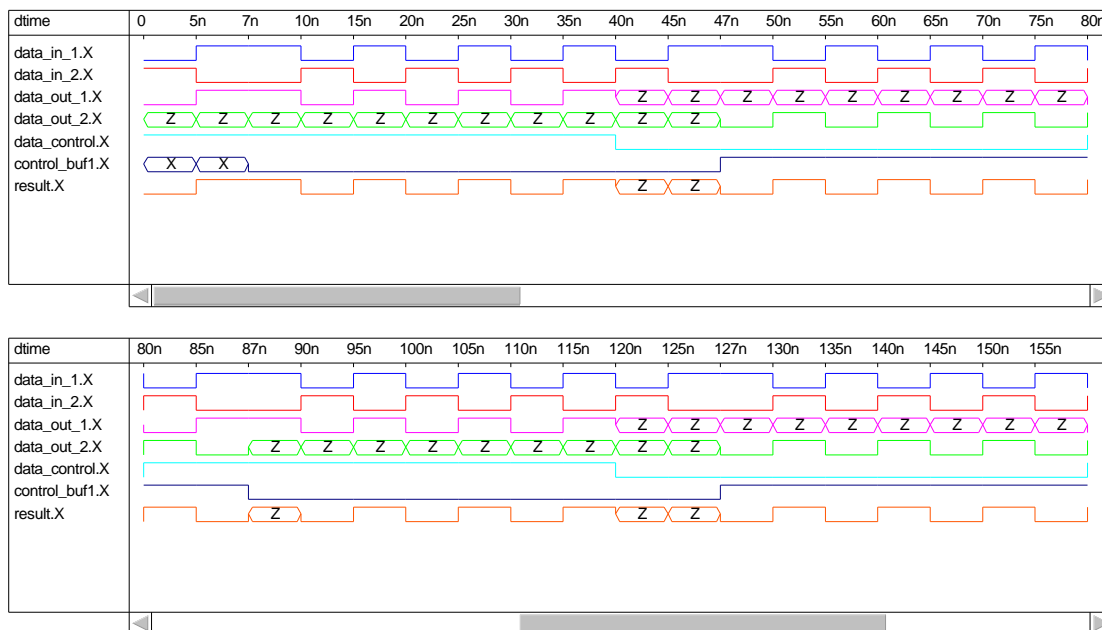 dtime 0 5n 7n 10n 15n 20n 25n 30n 35n 40n 45n 47n 50n 55n 60n 65n 70n 75n 80n
data_in_1.X
data_in_2.X
data_out_1.X Z Z Z Z Z Z Z Z Z
data_out_2.X Z Z Z Z Z Z Z Z Z Z Z
data_control.X
control_buf1.X X X
result.X Z Z
dtime 80n 85n 87n 90n 95n 100n 105n 110n 115n 120n 125n 127n 130n 135n 140n 145n 150n 155n
data_in_1.X
data_in_2.X
data_out_1.X Z Z Z Z Z Z Z Z Z
data_out_2.X Z Z Z Z Z Z Z Z Z
data_control.X
control_buf1.X
result.X Z Z Z